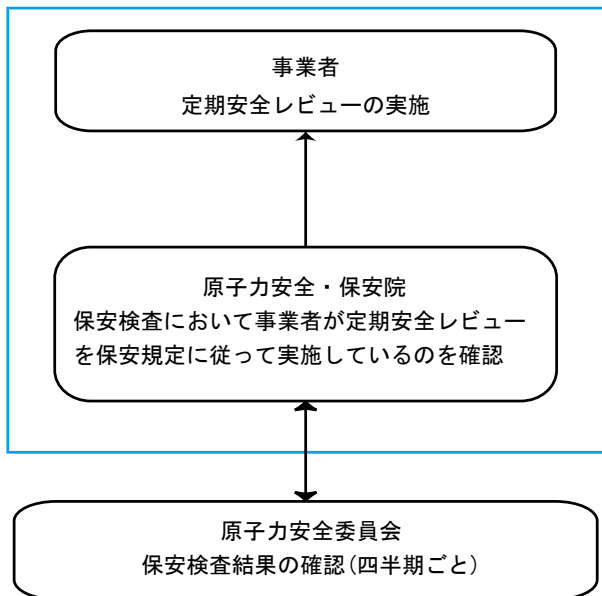 事業者
定期安全レビューの実施
原子力安全・保安院
保安検査において事業者が定期安全レビュー
を保安規定に従って実施しているのを確認
原子力安全委員会
保安検査結果の確認(四半期ごと)